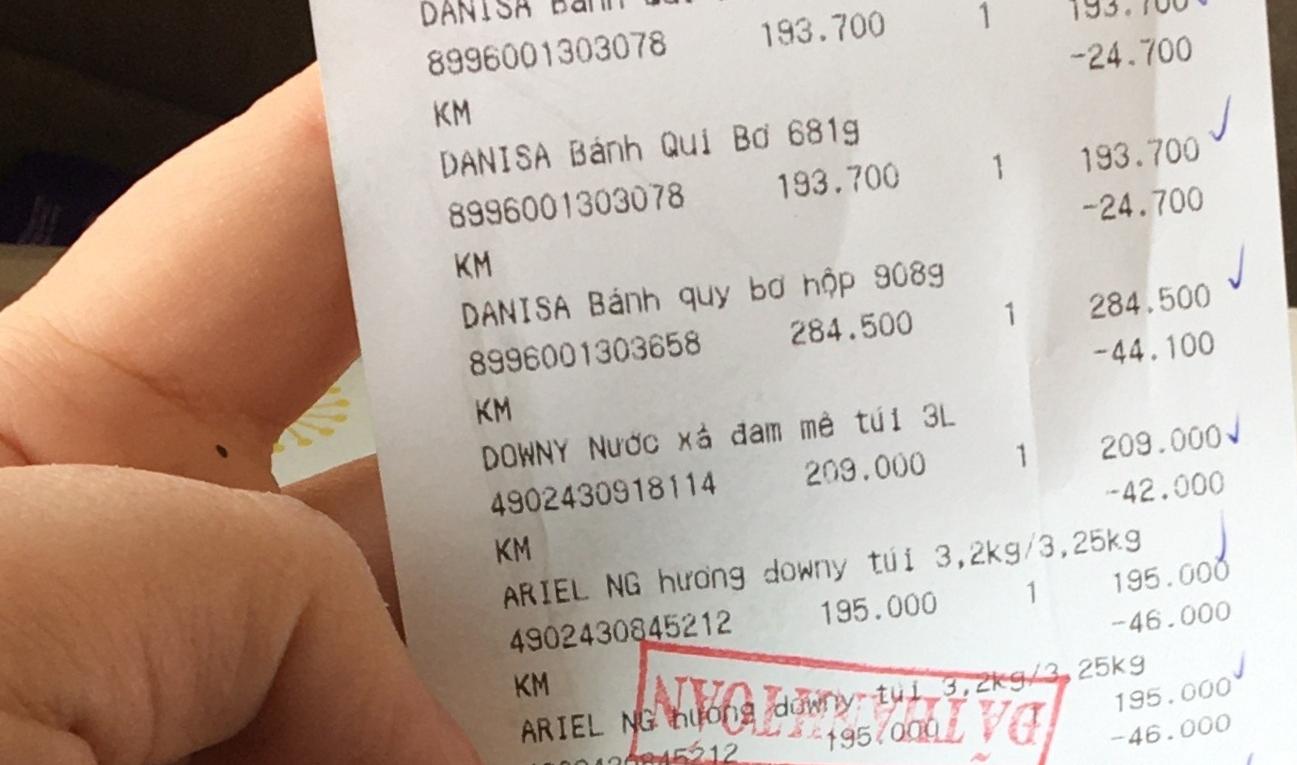 DANISA Bánh
8996001303078 193.700 1 193.700
-24.700
KM
DANISA Bánh Qui Bơ 681g
8996001303078 193.700 1 193.700
-24.700
KM
DANISA Bánh quy bơ hộp 908g
8996001303658 284.500 1 284.500
-44.100
KM
DOWNY Nước xả đam mê túi 3L
4902430918114 209.000 1 209.000
-42.000
KM
ARIEL NG hương downy túi 3,2kg/3,25kg
4902430845212 195.000 1 195.000
-46.000
KM
ARIEL NG hương downy túi 3,2kg/3,25kg
4902430845212 195.000 1 195.000
-46.000
ĐÃ THANH TOÁN